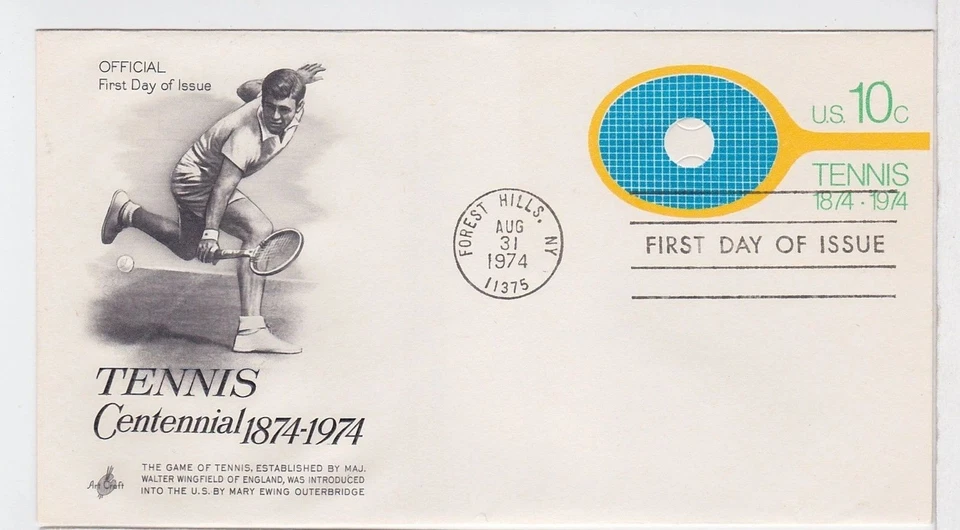 OFFICIAL
First Day of Issue
U.S. 10c
TENNIS
1874 · 1974
FOREST HILLS, NY
AUG
31
1974
11375
FIRST DAY OF ISSUE
TENNIS
Centennial 1874-1974
Art Craft
THE GAME OF TENNIS, ESTABLISHED BY MAJ.
WALTER WINGFIELD OF ENGLAND, WAS INTRODUCED
INTO THE U.S. BY MARY EWING OUTERBRIDGE